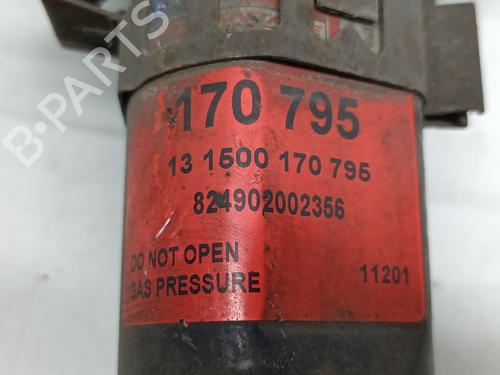 B-PARTS
170 795
13 1500 170 795
824902002356
DO NOT OPEN
GAS PRESSURE
11201